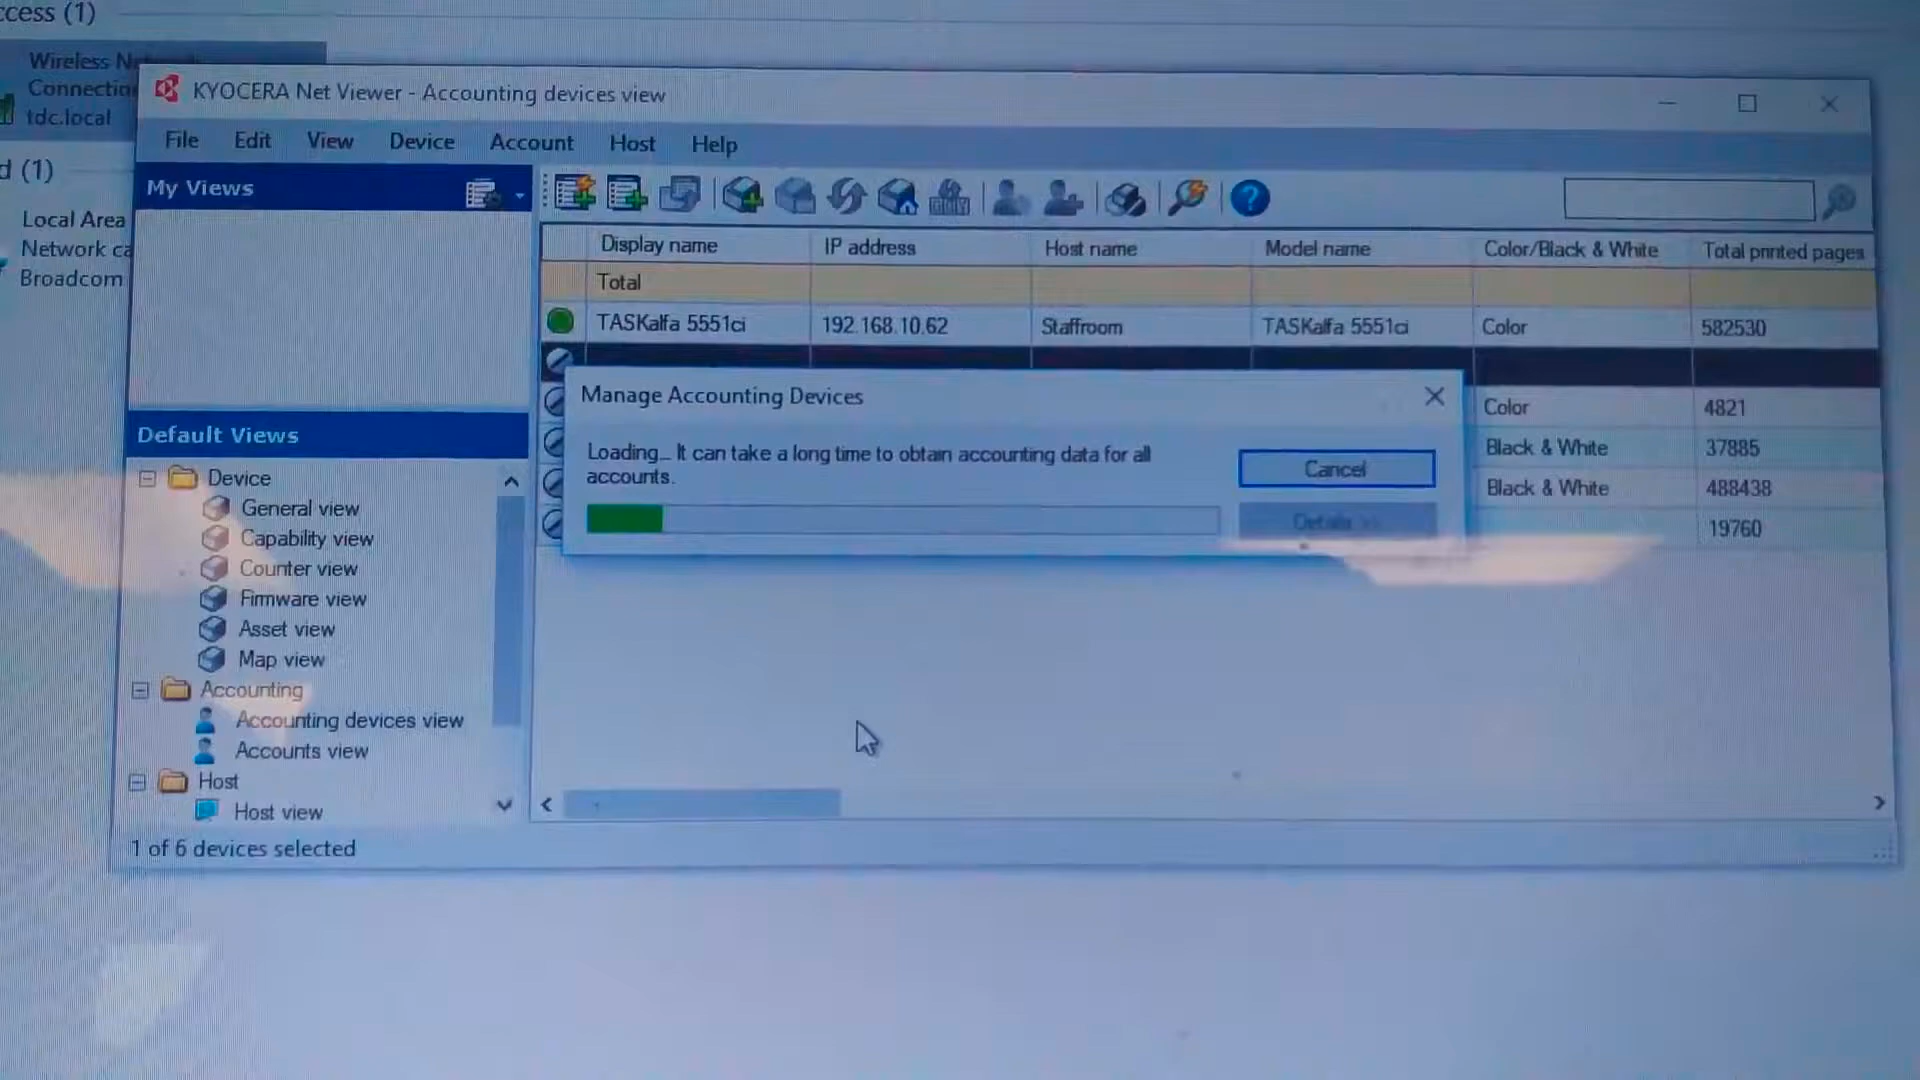 ccess (1)
Wireless
Connection
tdc.local
d (1)
Local Area
Network ca
Broadcom
KYOCERA Net Viewer - Accounting devices view
File Edit View Device Account Host Help
My Views
Display name IP address Host name Model name Color/Black & White Total printed pages
Total
TASKalfa 5551ci 192.168.10.62 Staffroom TASKalfa 5551ci Color 582530
Color 4821
Black & White 37885
Black & White 488438
19760
Manage Accounting Devices
Loading... It can take a long time to obtain accounting data for all
accounts.
Cancel
Details >>
Default Views
Device
General view
Capability view
Counter view
Firmware view
Asset view
Map view
Accounting
Accounting devices view
Accounts view
Host
Host view
1 of 6 devices selected